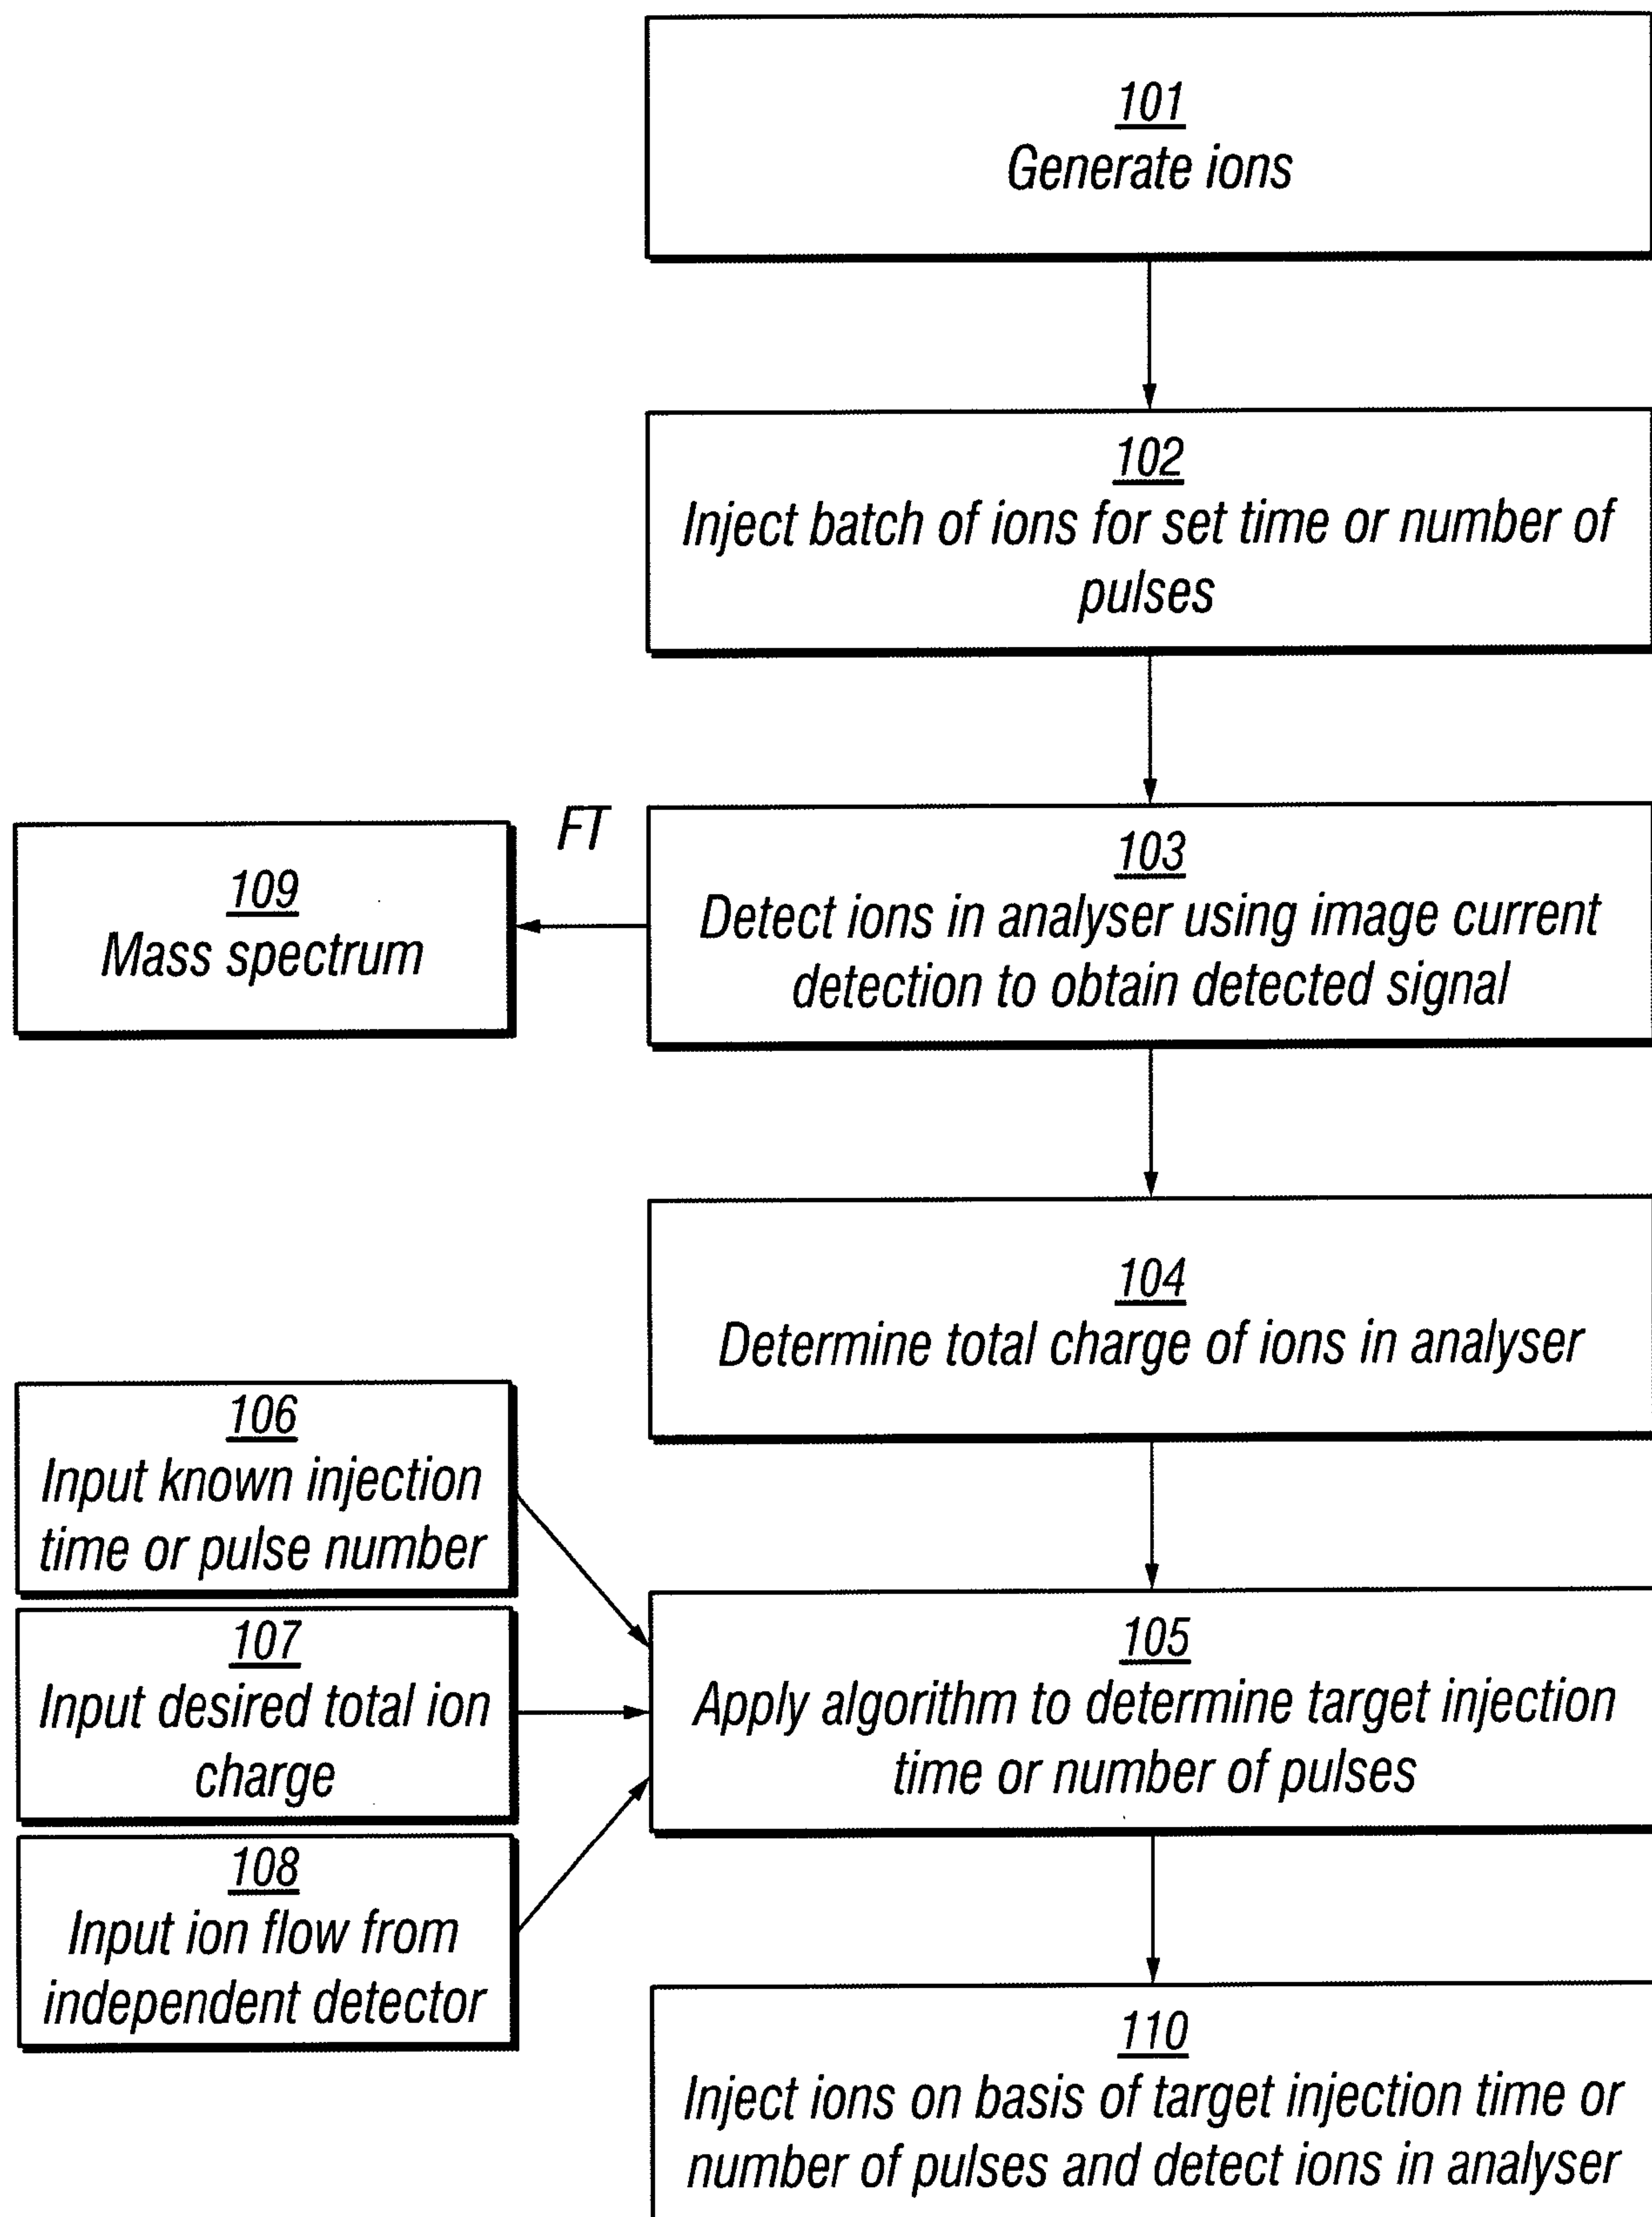 101
Generate ions
102
Inject batch of ions for set time or number of
pulses
FT
109
Mass spectrum
103
Detect ions in analyser using image current
detection to obtain detected signal
104
Determine total charge of ions in analyser
106
Input known injection
time or pulse number
107
Input desired total ion
charge
108
Input ion flow from
independent detector
105
Apply algorithm to determine target injection
time or number of pulses
110
Inject ions on basis of target injection time or
number of pulses and detect ions in analyser